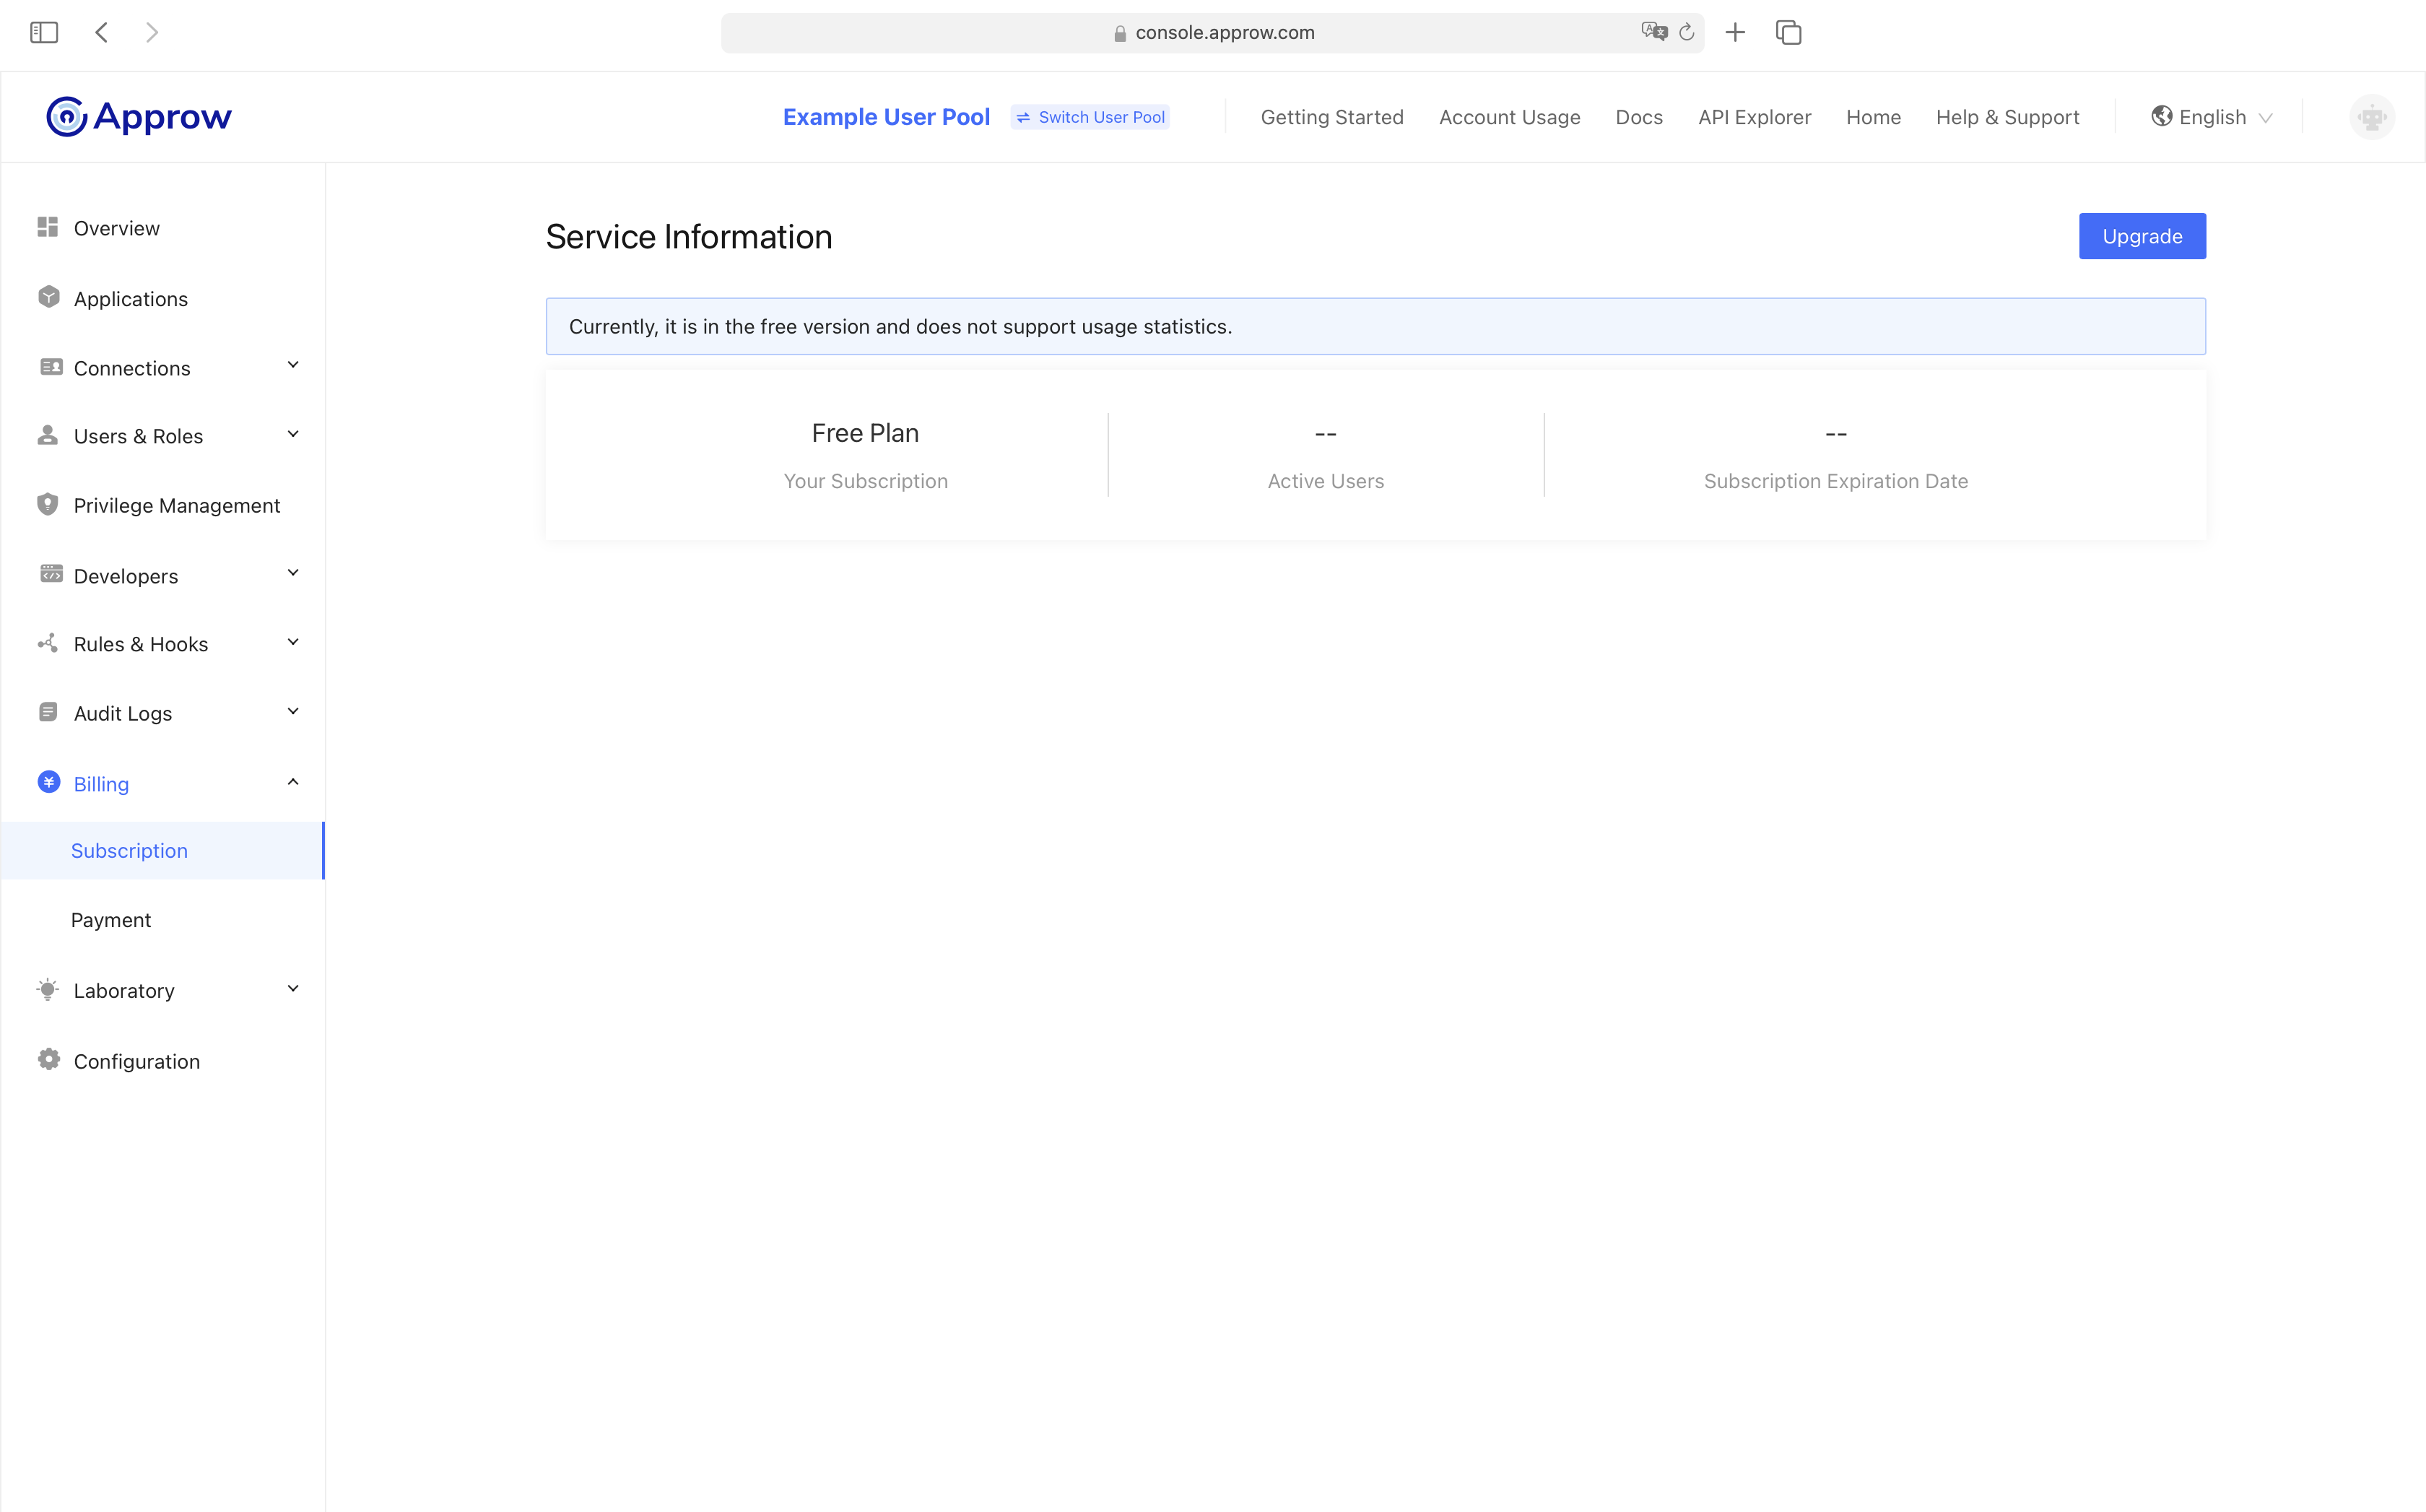 console.approw.com
Approw
Example User Pool
Switch User Pool
Getting Started
Account Usage
Docs
API Explorer
Home
Help & Support
English
Overview
Applications
Connections
Users & Roles
Privilege Management
Developers
Rules & Hooks
Audit Logs
Billing
Subscription
Payment
Laboratory
Configuration
Service Information
Upgrade
Currently, it is in the free version and does not support usage statistics.
Free Plan
Your Subscription
--
Active Users
--
Subscription Expiration Date